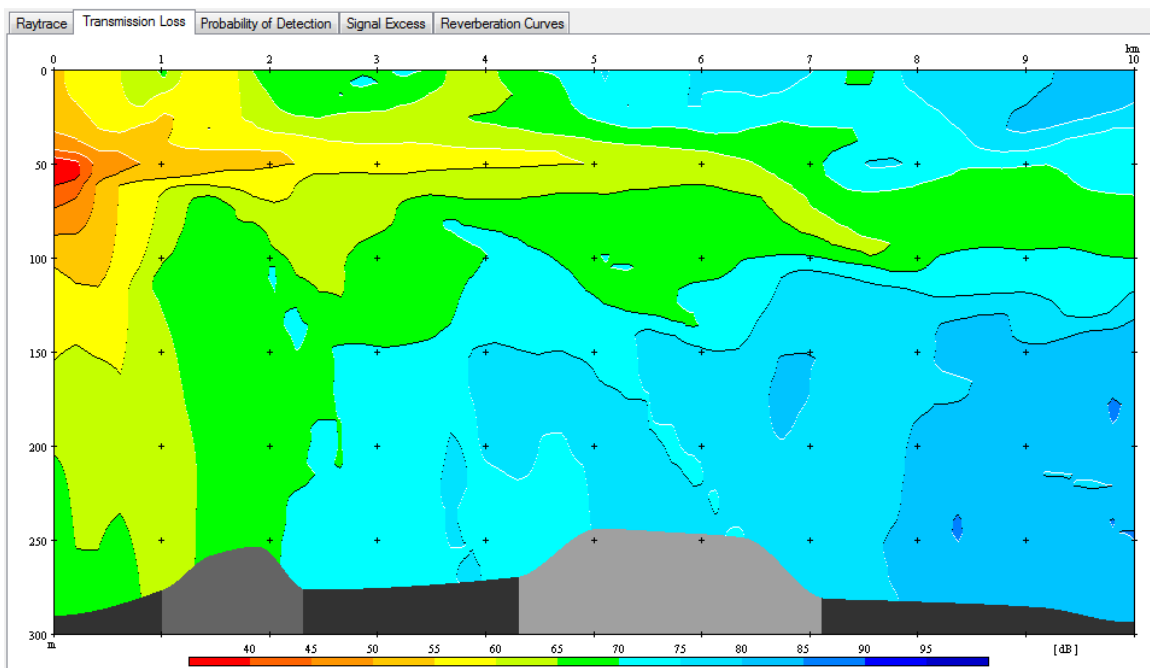 Raytrace Transmission Loss Probability of Detection Signal Excess Reverberation Curves
km
0 1 2 3 4 5 6 7 8 9 10
0
50
100
150
200
250
300
m
40 45 50 55 60 65 70 75 80 85 90 95 [dB]